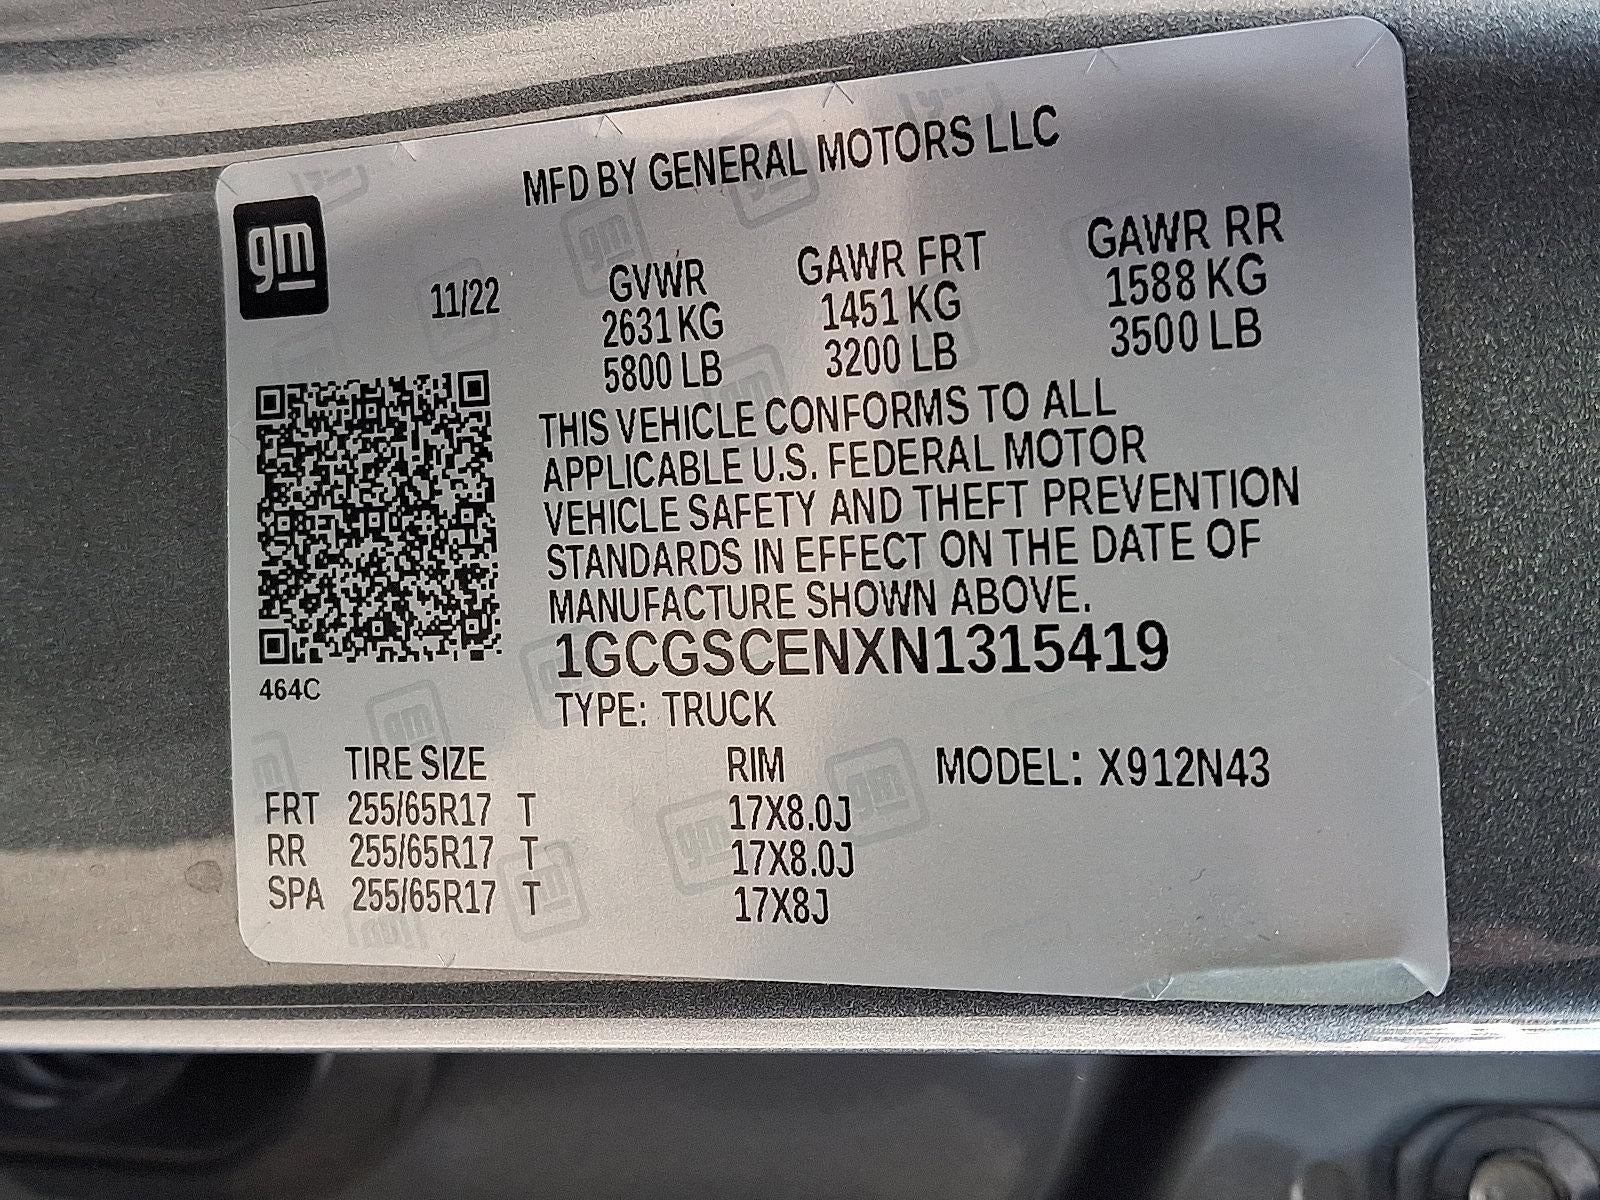 MFD BY GENERAL MOTORS LLC
gm
11/22
GVWR GAWR FRT GAWR RR
2631 KG 1451 KG 1588 KG
5800 LB 3200 LB 3500 LB
THIS VEHICLE CONFORMS TO ALL
APPLICABLE U.S. FEDERAL MOTOR
VEHICLE SAFETY AND THEFT PREVENTION
STANDARDS IN EFFECT ON THE DATE OF
MANUFACTURE SHOWN ABOVE.
1GCGSCENXN1315419
464C
TYPE: TRUCK
TIRE SIZE RIM MODEL: X912N43
FRT 255/65R17 T 17X8.0J
RR 255/65R17 T 17X8.0J
SPA 255/65R17 T 17X8J